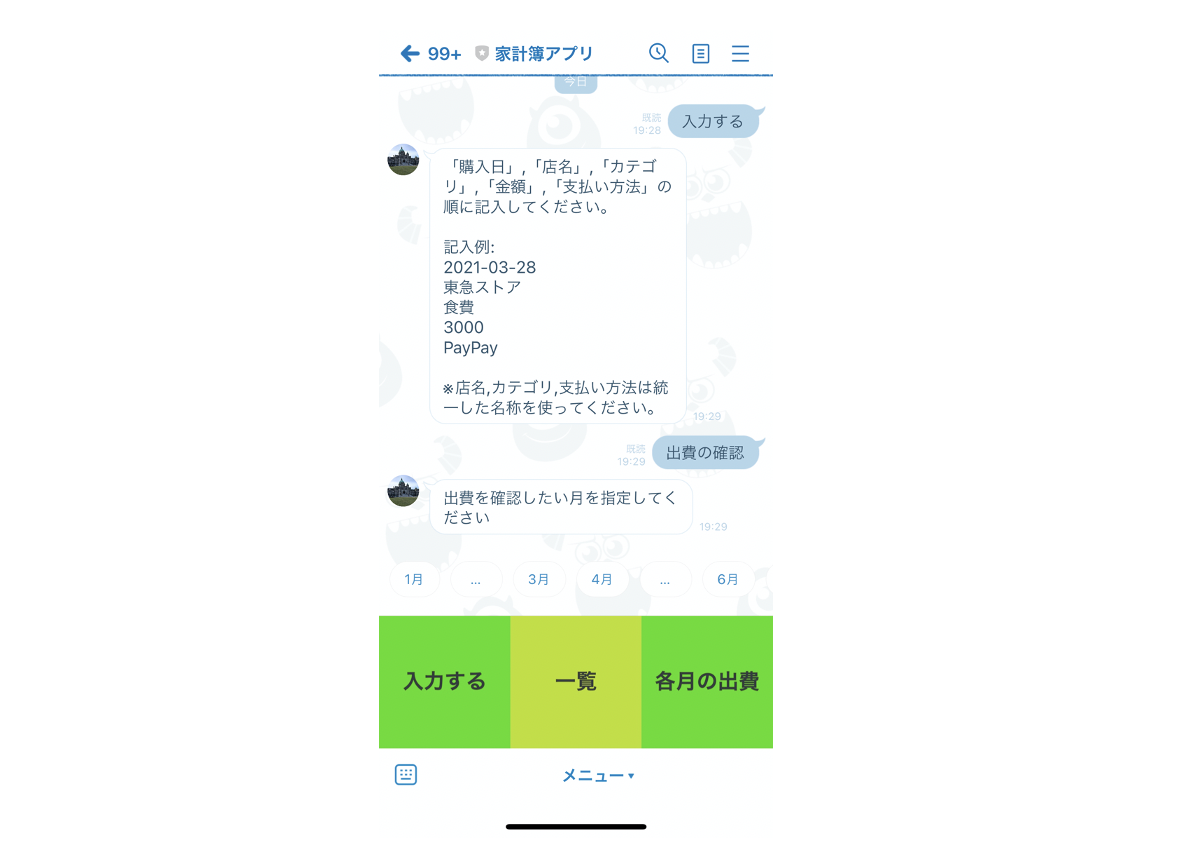 99+ 家計簿アプリ
今日
既読
19:28
入力する
「購入日」,「店名」,「カテゴ
リ」,「金額」,「支払い方法」の
順に記入してください。
記入例:
2021-03-28
東急ストア
食費
3000
PayPay
※店名,カテゴリ,支払い方法は統
一した名称を使ってください。
19:29
既読
19:29
出費の確認
出費を確認したい月を指定してく
ださい
19:29
1月 ... 3月 4月 ... 6月
入力する 一覧 各月の出費
メニュー▼